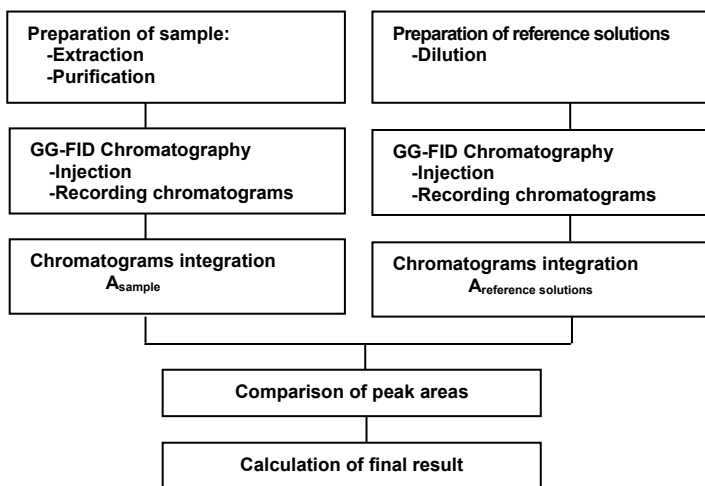 Preparation of sample:
-Extraction
-Purification
Preparation of reference solutions
-Dilution
GG-FID Chromatography
-Injection
-Recording chromatograms
GG-FID Chromatography
-Injection
-Recording chromatograms
Chromatograms integration
Asample
Chromatograms integration
Areference solutions
Comparison of peak areas
Calculation of final result